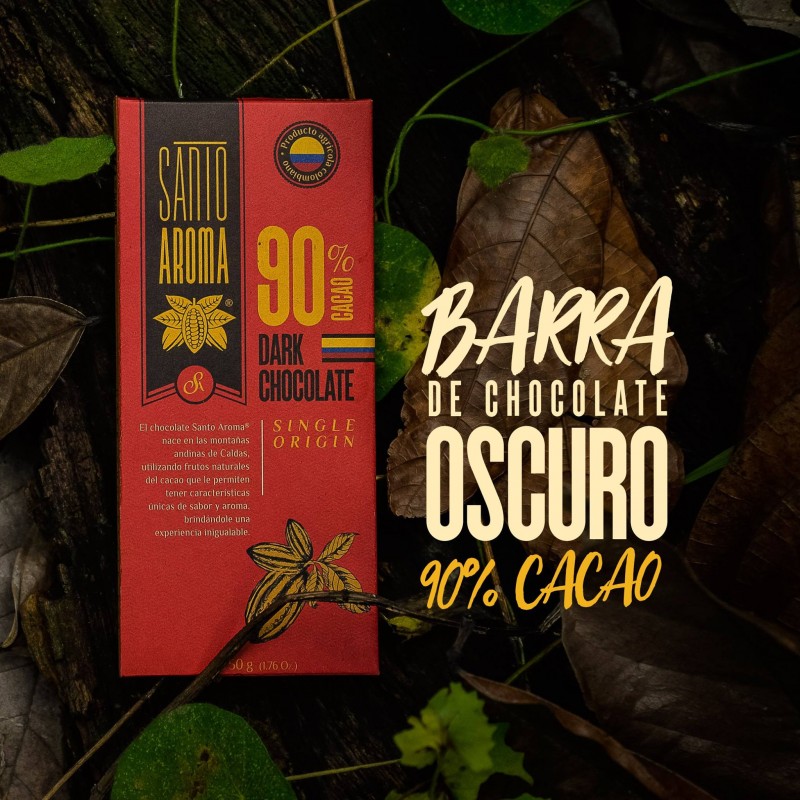 SANTO
AROMA
®
• Producto agrícola colombiano •
90%
CACAO
DARK
CHOCOLATE
SINGLE
ORIGIN
El chocolate Santo Aroma®
nace en las montañas
andinas de Caldas,
utilizando frutos naturales
del cacao que le permiten
tener características
únicas de sabor y aroma,
brindándole una
experiencia inigualable.
50 g (1.76 Oz.)
BARRA
DE CHOCOLATE
OSCURO
90% CACAO